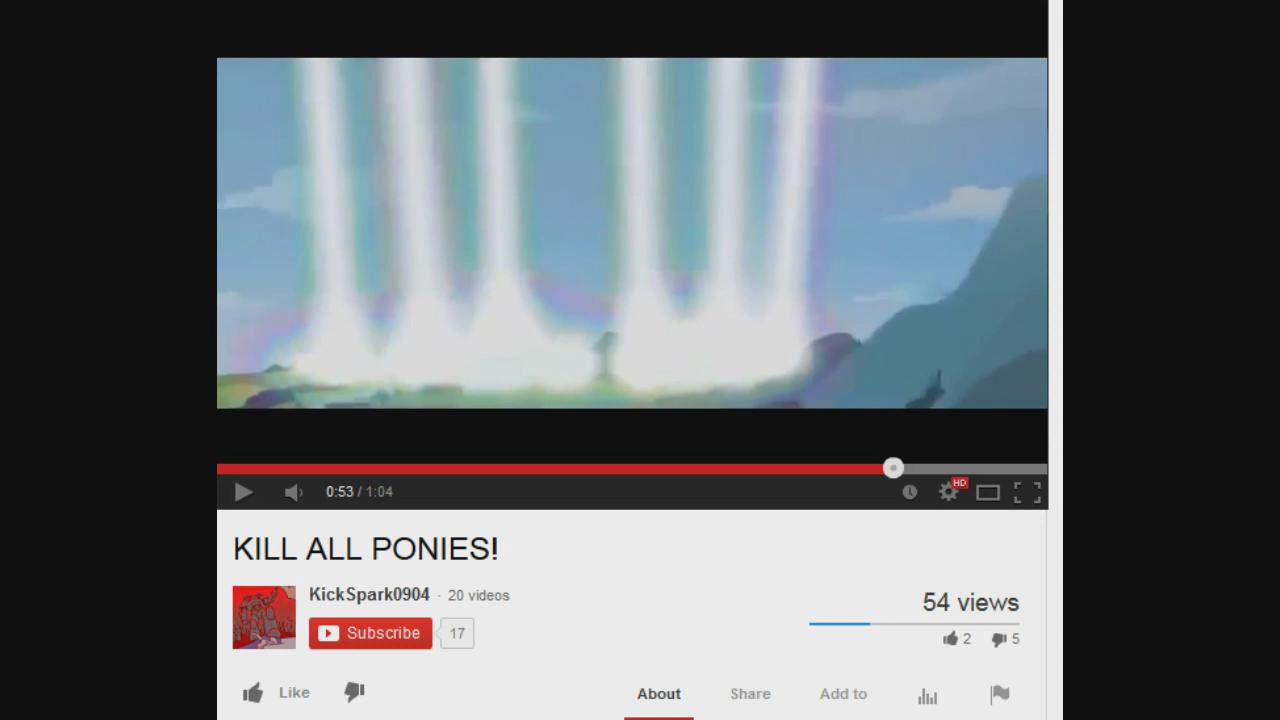 0:53 / 1:04
HD
KILL ALL PONIES!
KickSpark0904 · 20 videos
Subscribe 17
54 views
2 5
Like
About Share Add to